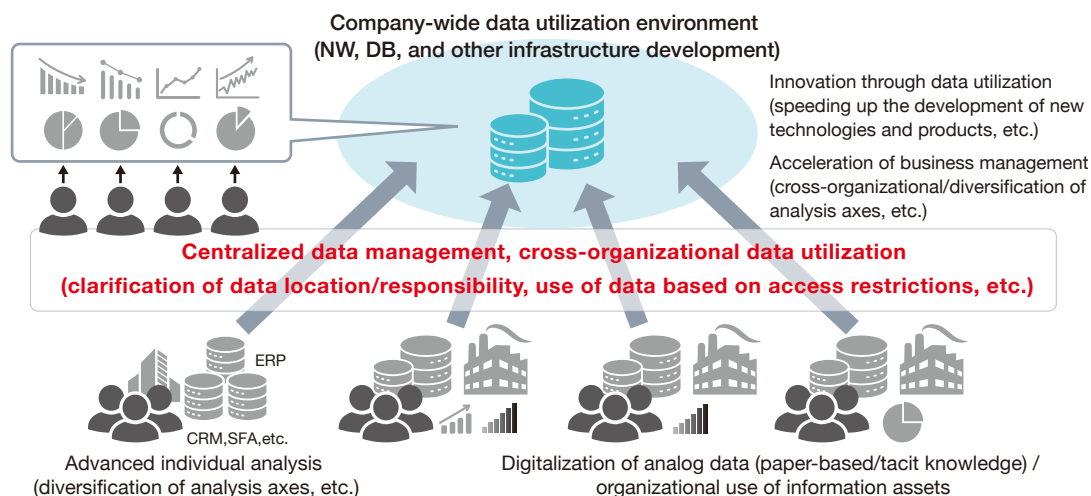 Company-wide data utilization environment
(NW, DB, and other infrastructure development)
Innovation through data utilization
(speeding up the development of new
technologies and products, etc.)
Acceleration of business management
(cross-organizational/diversification of
analysis axes, etc.)
Centralized data management, cross-organizational data utilization
(clarification of data location/responsibility, use of data based on access restrictions, etc.)
ERP
CRM,SFA,etc.
Advanced individual analysis
(diversification of analysis axes, etc.)
Digitalization of analog data (paper-based/tacit knowledge) /
organizational use of information assets